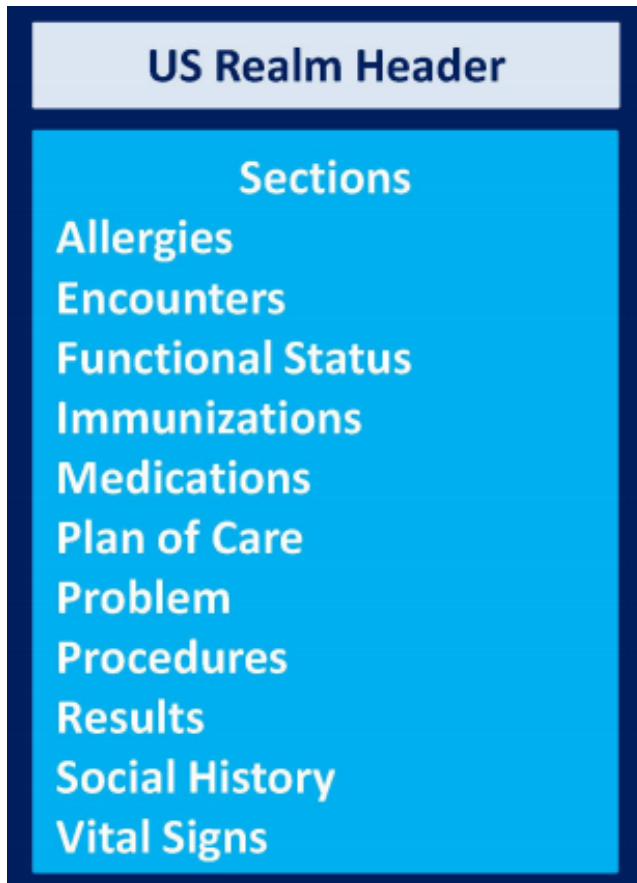 US Realm Header
Sections
Allergies
Encounters
Functional Status
Immunizations
Medications
Plan of Care
Problem
Procedures
Results
Social History
Vital Signs